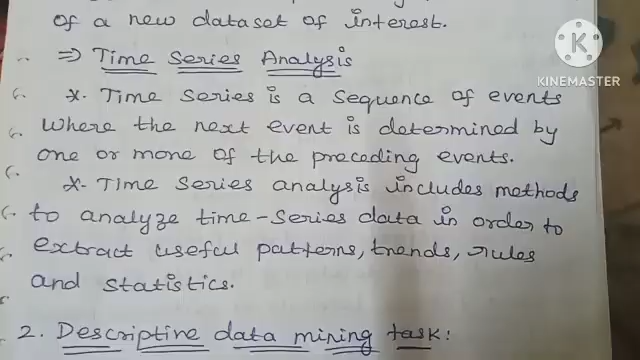 of a new dataset of interest.
⇒ Time Series Analysis
*. Time series is a sequence of events
where the next event is determined by
one or more of the preceding events.
*. Time series analysis includes methods
to analyze time-series data in order to
extract useful patterns, trends, rules
and statistics.
2. Descriptive data mining task:
K
KINEMASTER